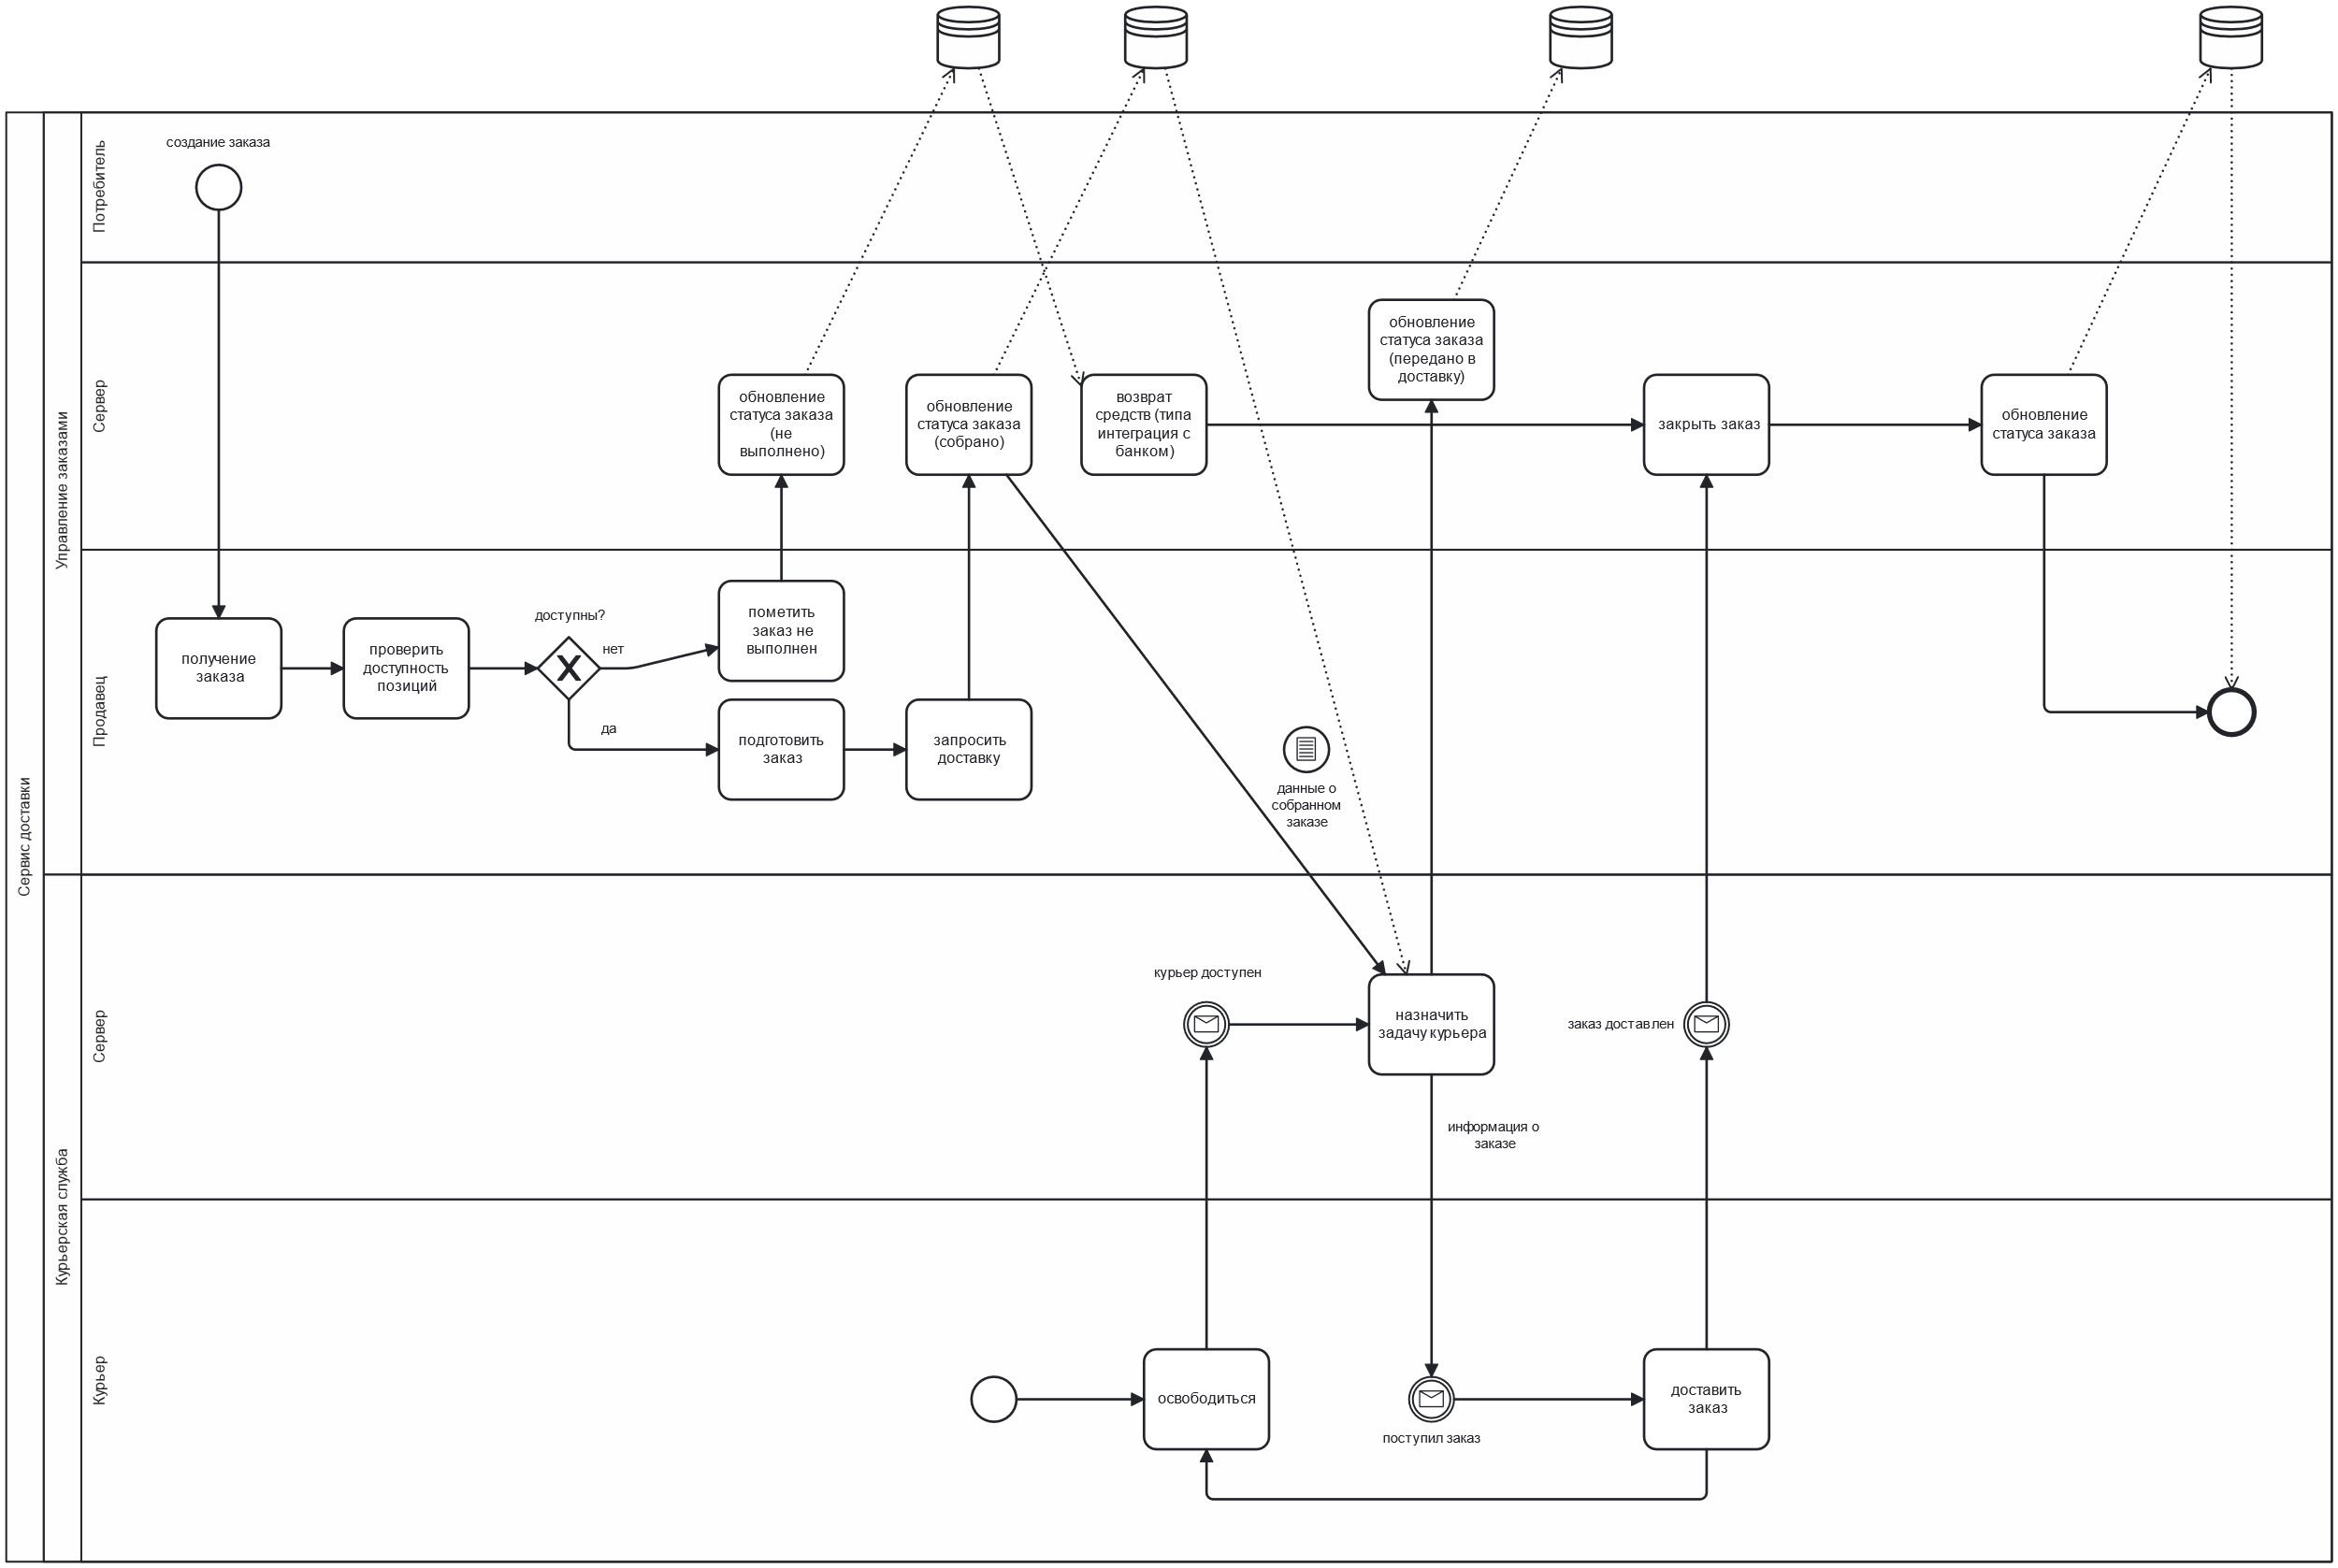 Сервис доставки
Управление заказами
Потребитель
создание заказа
Сервер
обновление
статуса заказа
(не
выполнено)
обновление
статуса заказа
(собрано)
возврат
средств (типа
интеграция с
банком)
обновление
статуса заказа
(передано в
доставку)
закрыть заказ
обновление
статуса заказа
Продавец
получение
заказа
проверить
доступность
позиций
доступны?
нет
да
пометить
заказ не
выполнен
подготовить
заказ
запросить
доставку
данные о
собранном
заказе
Курьерская служба
Сервер
курьер доступен
назначить
задачу курьера
заказ доставлен
информация о
заказе
Курьер
освободиться
поступил заказ
доставить
заказ